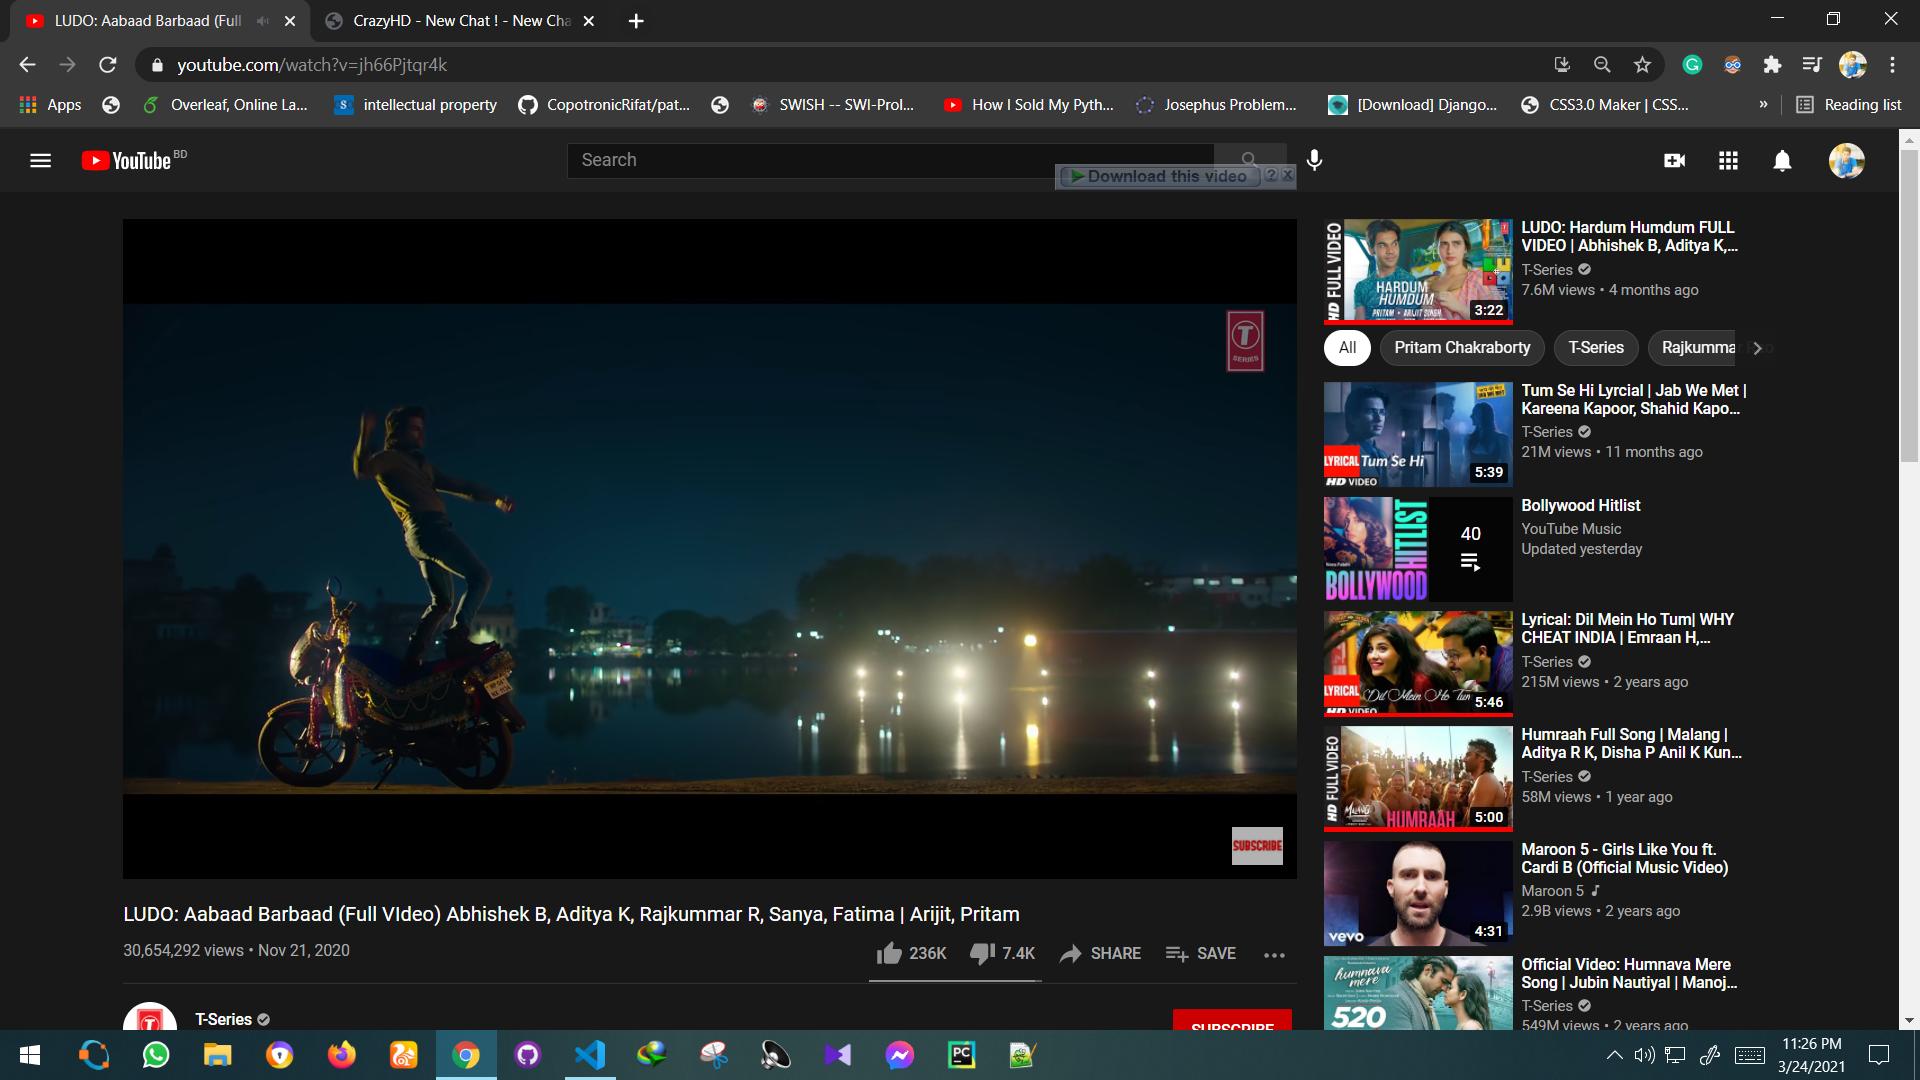 LUDO: Aabaad Barbaad (Full
CrazyHD - New Chat ! - New Cha
youtube.com/watch?v=jh66Pjtqr4k
Apps
Overleaf, Online La...
intellectual property
CopotronicRifat/pat...
SWISH -- SWI-Prol...
How I Sold My Pyth...
Josephus Problem...
[Download] Django...
CSS3.0 Maker | CSS...
»
Reading list
YouTube BD
Search
Download this video
T
SERIES
SUBSCRIBE
LUDO: Aabaad Barbaad (Full VIdeo) Abhishek B, Aditya K, Rajkummar R, Sanya, Fatima | Arijit, Pritam
30,654,292 views • Nov 21, 2020
236K
7.4K
SHARE
SAVE
T-Series
SUBSCRIBE
HD FULL VIDEO
HARDUM
HUMDUM
PRITAM • ARIJIT SINGH
3:22
LUDO: Hardum Humdum FULL
VIDEO | Abhishek B, Aditya K,...
T-Series
7.6M views • 4 months ago
All
Pritam Chakraborty
T-Series
Rajkummar
JAB WE MET
LYRICAL Tum Se Hi
HD VIDEO
5:39
Tum Se Hi Lyrcial | Jab We Met |
Kareena Kapoor, Shahid Kapo...
T-Series
21M views • 11 months ago
HITLIST
BOLLYWOOD
40
Bollywood Hitlist
YouTube Music
Updated yesterday
LYRICAL Dil Mein Ho Tum
HD VIDEO
5:46
Lyrical: Dil Mein Ho Tum| WHY
CHEAT INDIA | Emraan H,...
T-Series
215M views • 2 years ago
HD FULL VIDEO
MALANG
HUMRAAH
5:00
Humraah Full Song | Malang |
Aditya R K, Disha P Anil K Kun...
T-Series
58M views • 1 year ago
vevo
4:31
Maroon 5 - Girls Like You ft.
Cardi B (Official Music Video)
Maroon 5
2.9B views • 2 years ago
humnava
mere
520
Official Video: Humnava Mere
Song | Jubin Nautiyal | Manoj...
T-Series
549M views • 2 years ago
PC
11:26 PM
3/24/2021